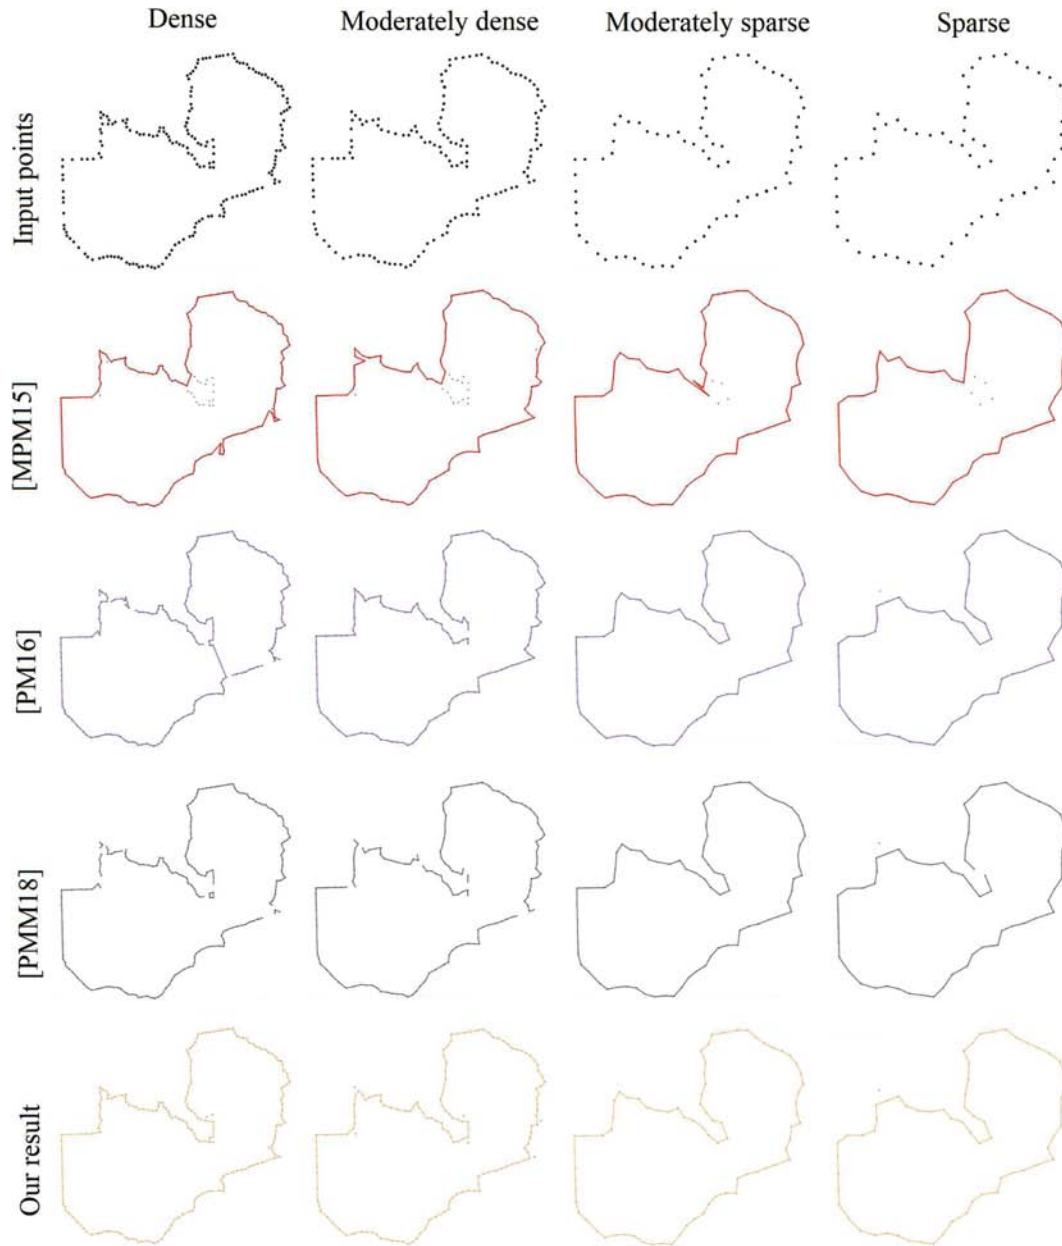 Dense
Moderately dense
Moderately sparse
Sparse
Input points
[MPM15]
[PM16]
[PMM18]
Our result